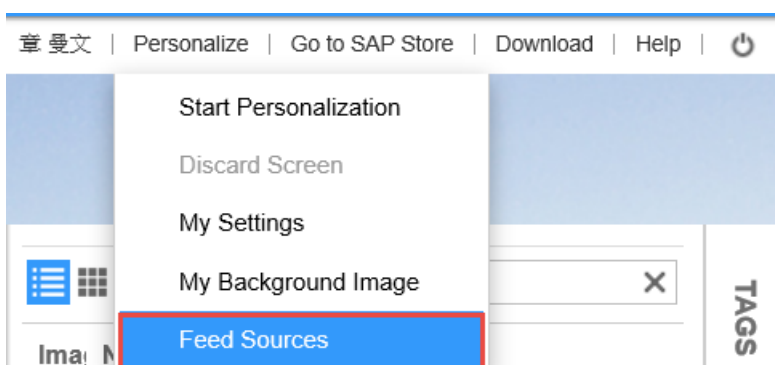 章 曼文 | Personalize | Go to SAP Store | Download | Help |
Start Personalization
Discard Screen
My Settings
My Background Image
TAGS
Feed Sources